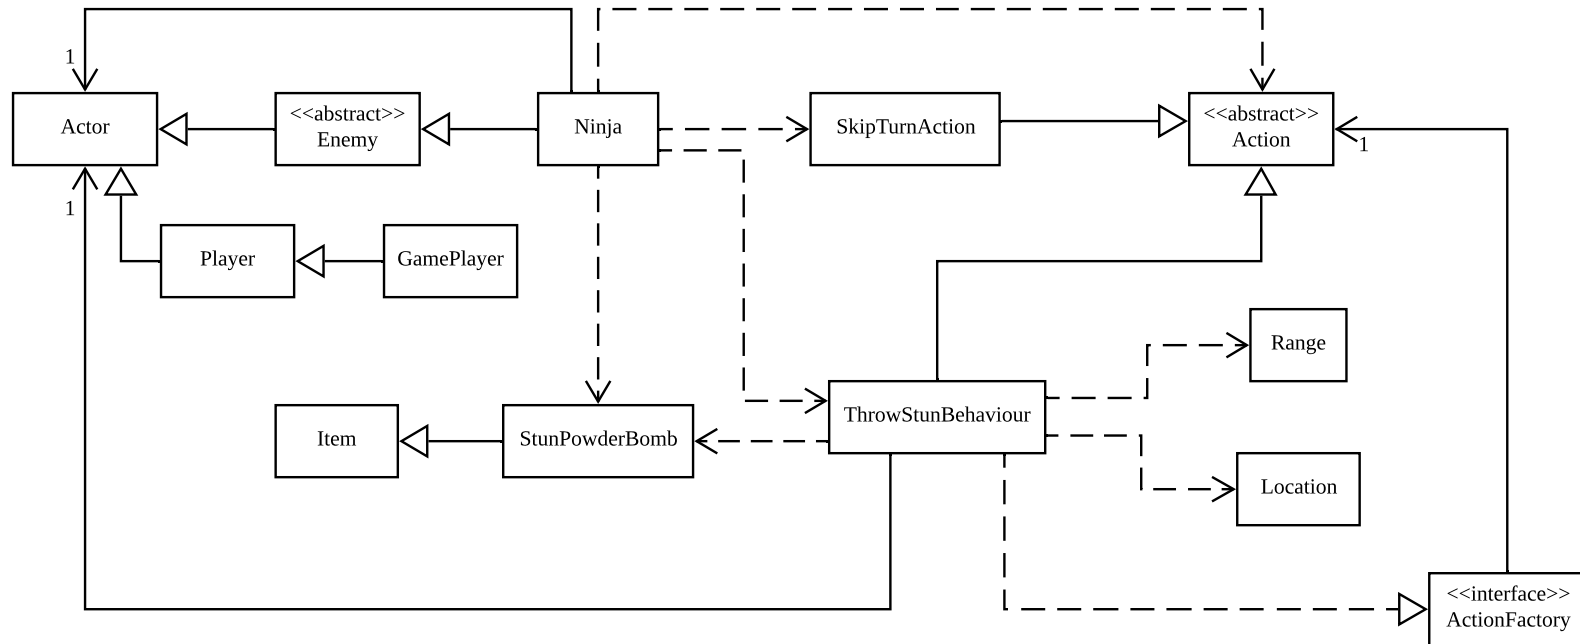 1
Actor
<<abstract>>
Enemy
Ninja
SkipTurnAction
<<abstract>>
Action
1
1
Player
GamePlayer
Range
Item
StunPowderBomb
ThrowStunBehaviour
Location
<<interface>>
ActionFactory